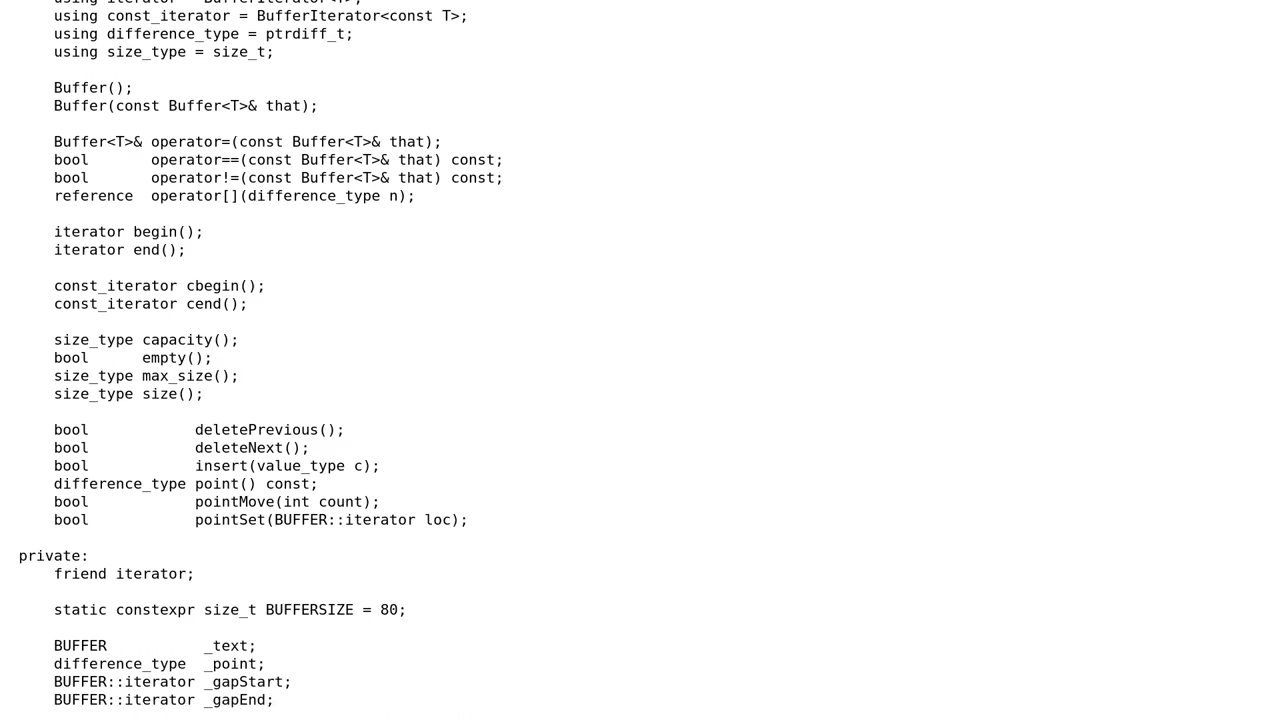 using iterator = BufferIterator<T>;
using const_iterator = BufferIterator<const T>;
using difference_type = ptrdiff_t;
using size_type = size_t;
Buffer();
Buffer(const Buffer<T>& that);
Buffer<T>& operator=(const Buffer<T>& that);
bool       operator==(const Buffer<T>& that) const;
bool       operator!=(const Buffer<T>& that) const;
reference  operator[](difference_type n);
iterator begin();
iterator end();
const_iterator cbegin();
const_iterator cend();
size_type capacity();
bool      empty();
size_type max_size();
size_type size();
bool            deletePrevious();
bool            deleteNext();
bool            insert(value_type c);
difference_type point() const;
bool            pointMove(int count);
bool            pointSet(BUFFER::iterator loc);
private:
friend iterator;
static constexpr size_t BUFFERSIZE = 80;
BUFFER           _text;
difference_type  _point;
BUFFER::iterator _gapStart;
BUFFER::iterator _gapEnd;